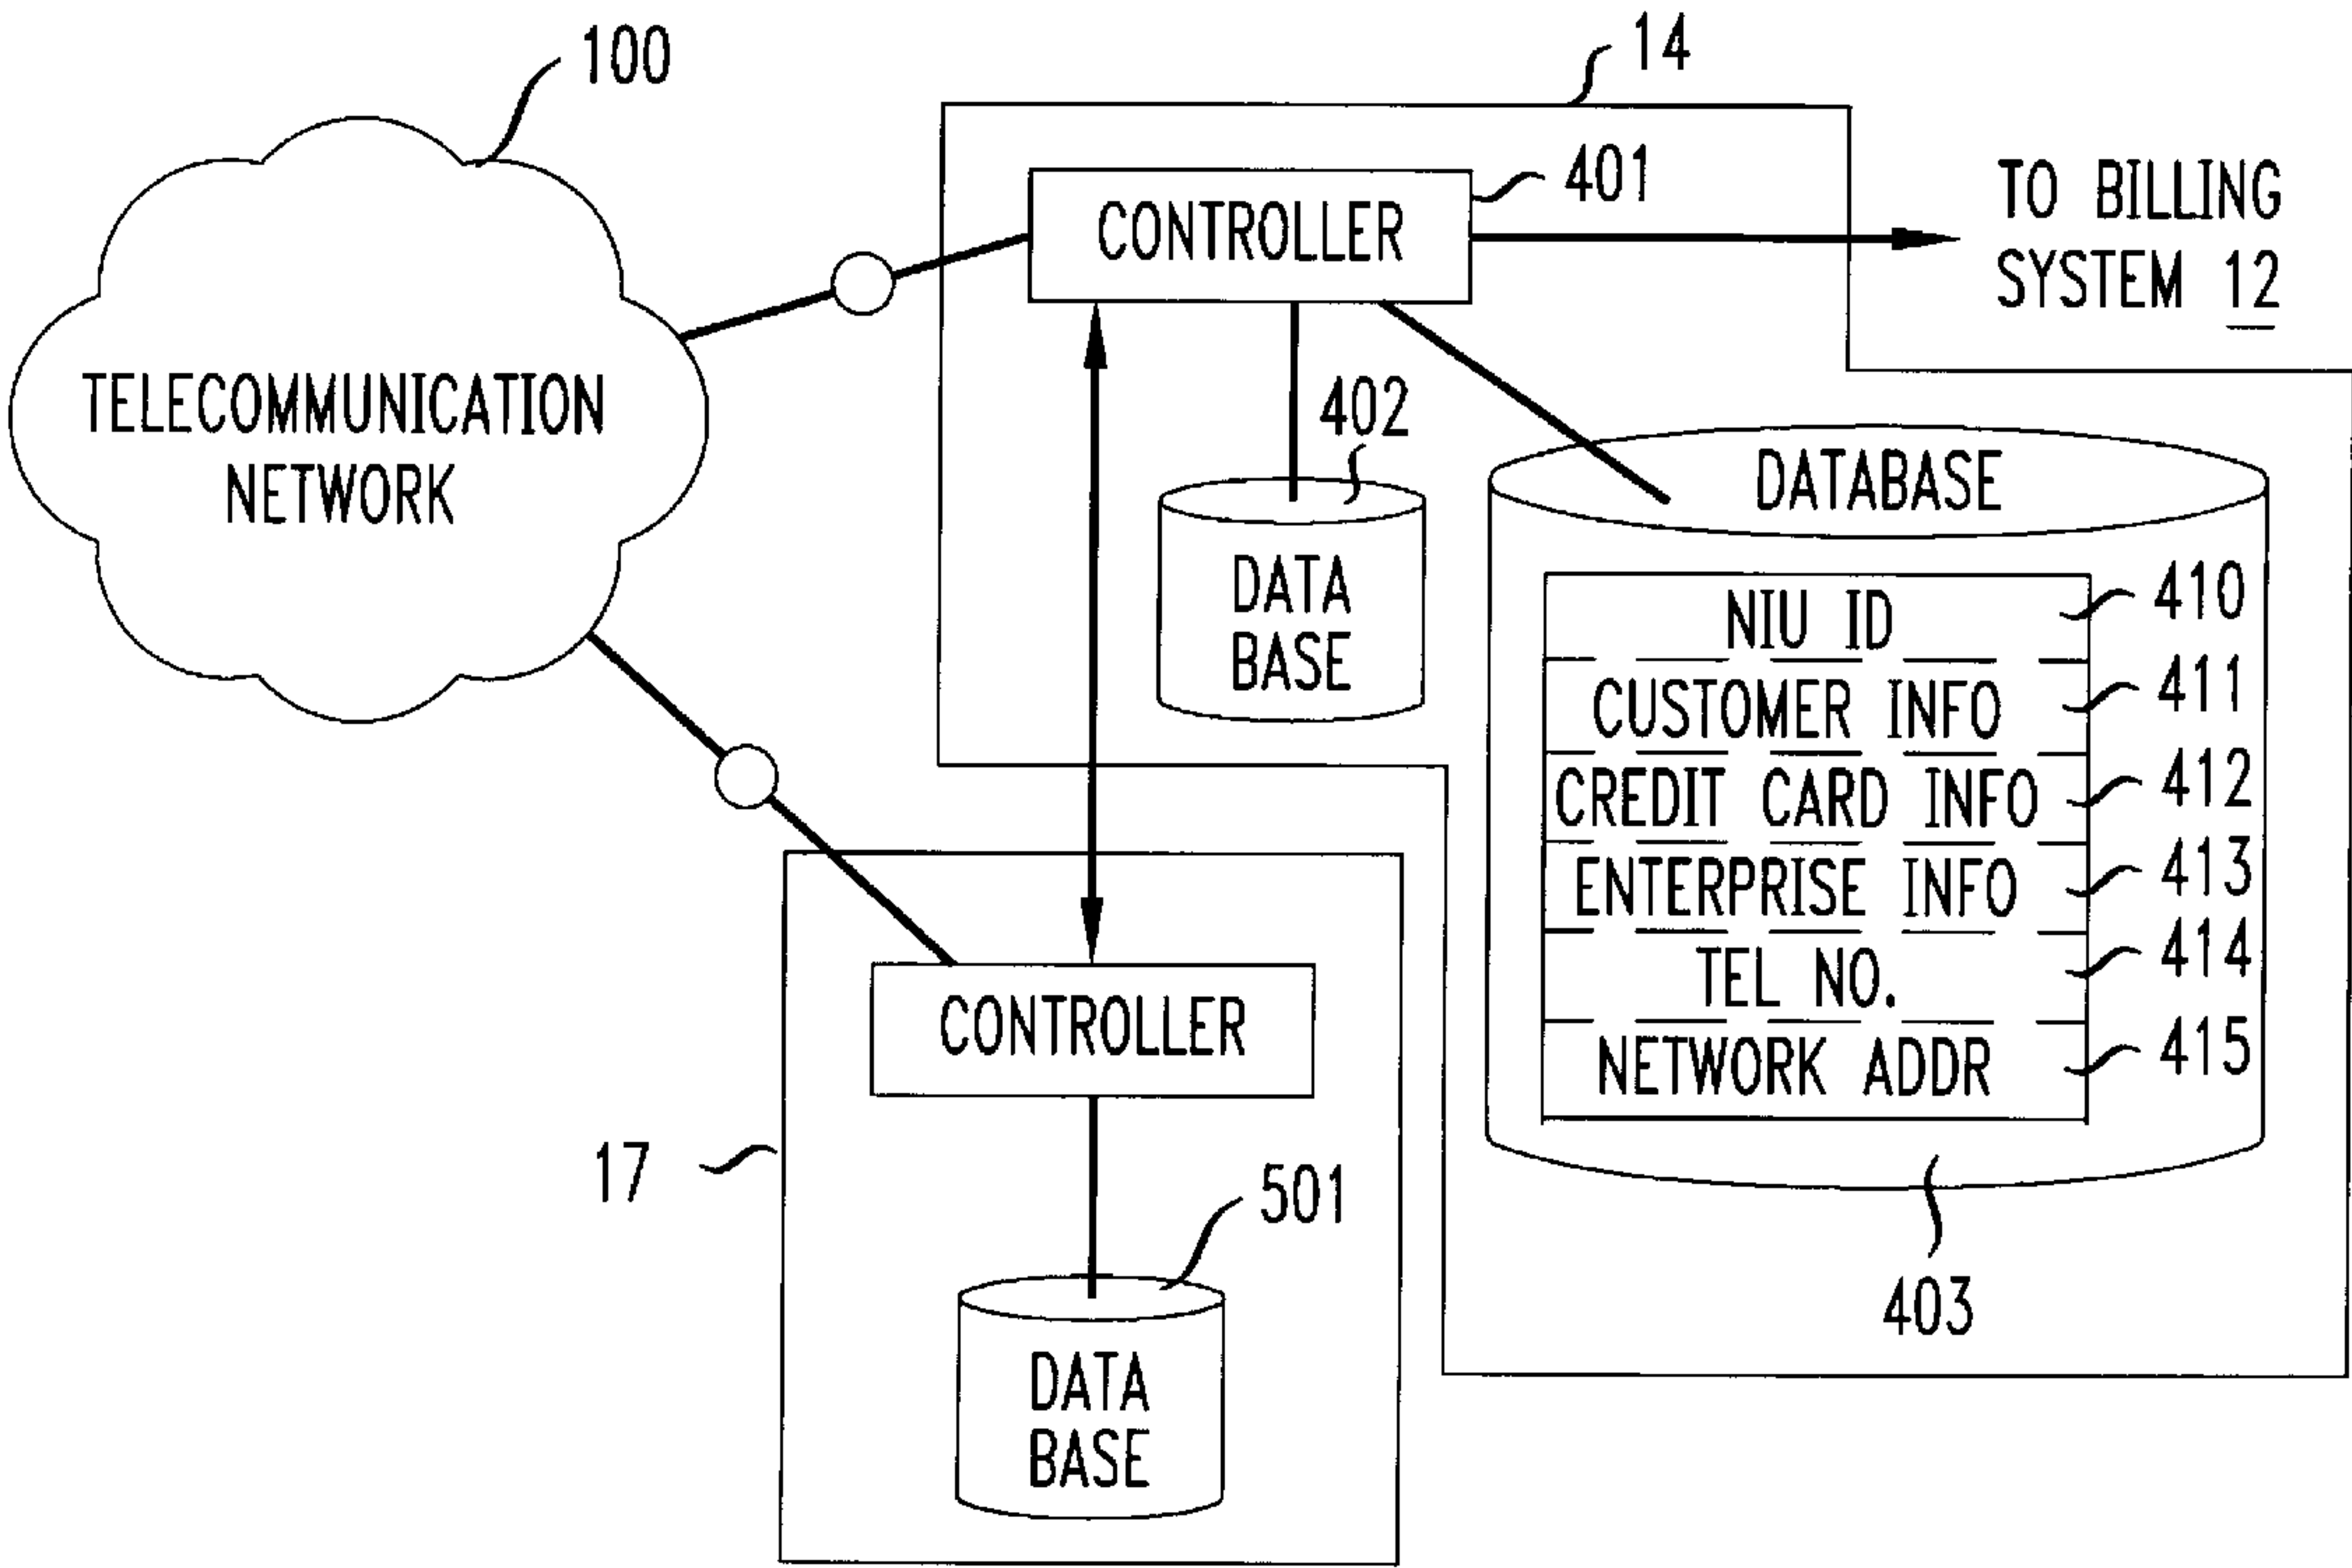 100
14
401
CONTROLLER
TO BILLING
SYSTEM 12
TELECOMMUNICATION
NETWORK
402
DATA
BASE
DATABASE
NIU ID
410
CUSTOMER INFO
411
CREDIT CARD INFO
412
ENTERPRISE INFO
413
TEL NO.
414
NETWORK ADDR
415
403
CONTROLLER
17
501
DATA
BASE